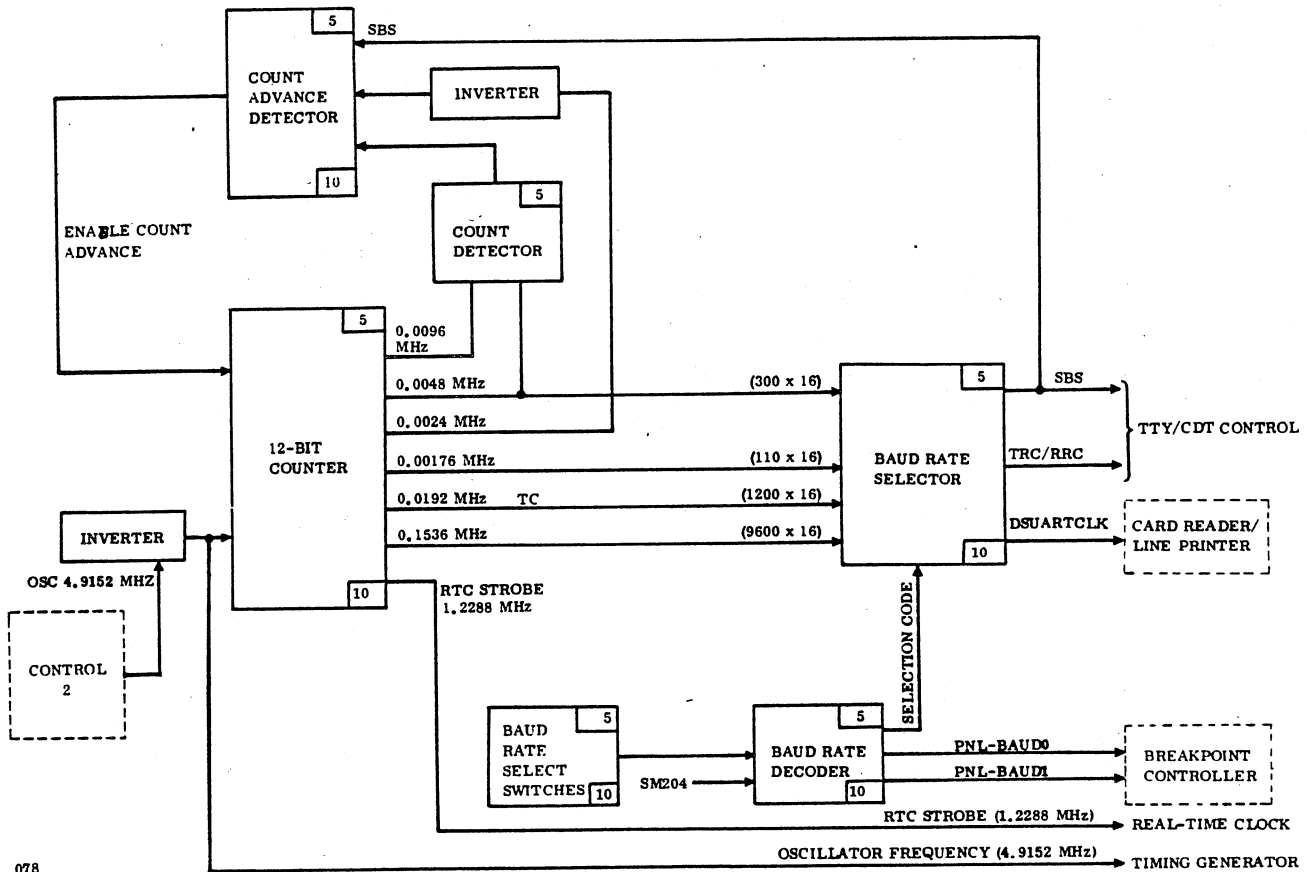 5
SBS
COUNT
ADVANCE
DETECTOR
10
INVERTER
5
COUNT
DETECTOR
ENABLE COUNT
ADVANCE
5
0.0096
MHz
0.0048 MHz
(300 x 16)
0.0024 MHz
12-BIT
COUNTER
0.00176 MHz
(110 x 16)
0.0192 MHz TC
(1200 x 16)
0.1536 MHz
(9600 x 16)
10
5
BAUD RATE
SELECTOR
10
SBS
TRC/RRC
TTY/CDT CONTROL
DSUARTCLK
CARD READER/
LINE PRINTER
INVERTER
OSC 4.9152 MHZ
RTC STROBE
1.2288 MHz
CONTROL
2
SELECTION CODE
5
BAUD
RATE
SELECT
SWITCHES
10
SM204
5
BAUD RATE
DECODER
10
PNL-BAUD0
PNL-BAUD1
BREAKPOINT
CONTROLLER
RTC STROBE (1.2288 MHz)
REAL-TIME CLOCK
OSCILLATOR FREQUENCY (4.9152 MHz)
TIMING GENERATOR
078